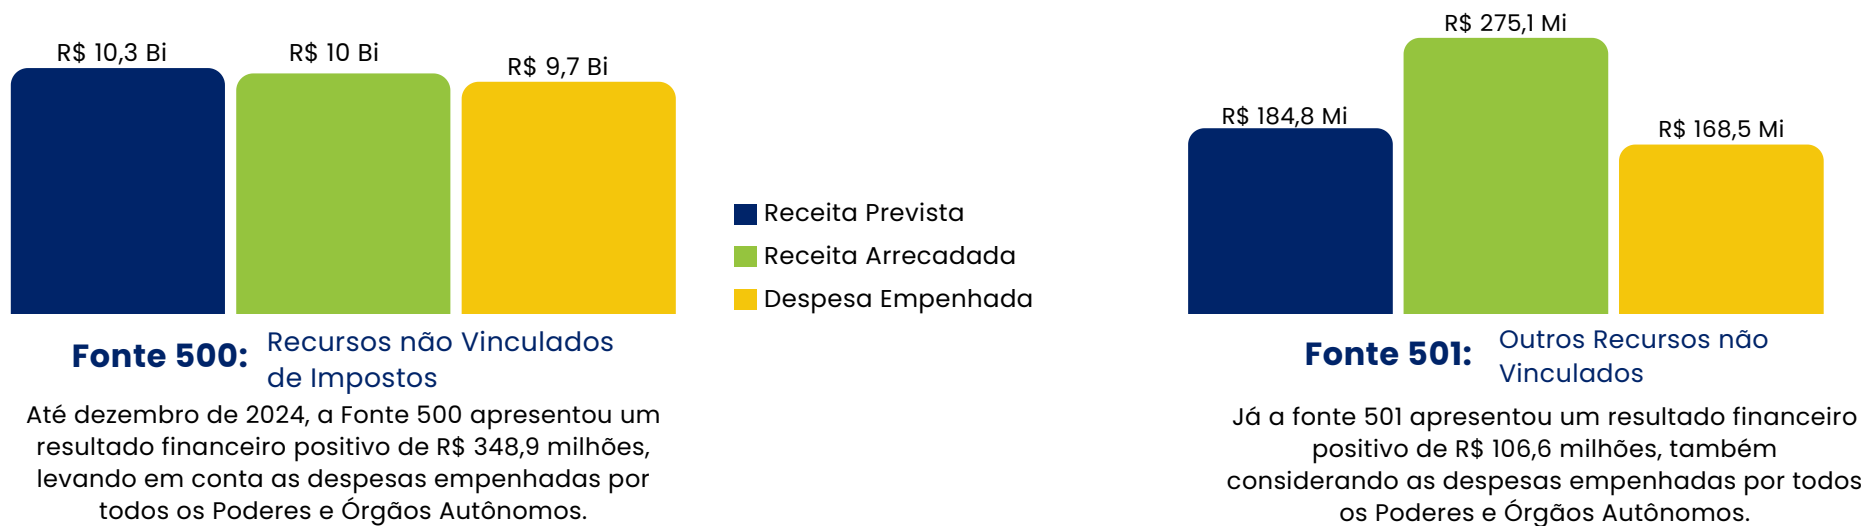 R$ 10,3 Bi
R$ 10 Bi
R$ 9,7 Bi
Fonte 500:
Recursos não Vinculados
de Impostos
Até dezembro de 2024, a Fonte 500 apresentou um
resultado financeiro positivo de R$ 348,9 milhões,
levando em conta as despesas empenhadas por
todos os Poderes e Órgãos Autônomos.
Receita Prevista
Receita Arrecadada
Despesa Empenhada
R$ 184,8 Mi
R$ 275,1 Mi
R$ 168,5 Mi
Fonte 501:
Outros Recursos não
Vinculados
Já a fonte 501 apresentou um resultado financeiro
positivo de R$ 106,6 milhões, também
considerando as despesas empenhadas por todos
os Poderes e Órgãos Autônomos.